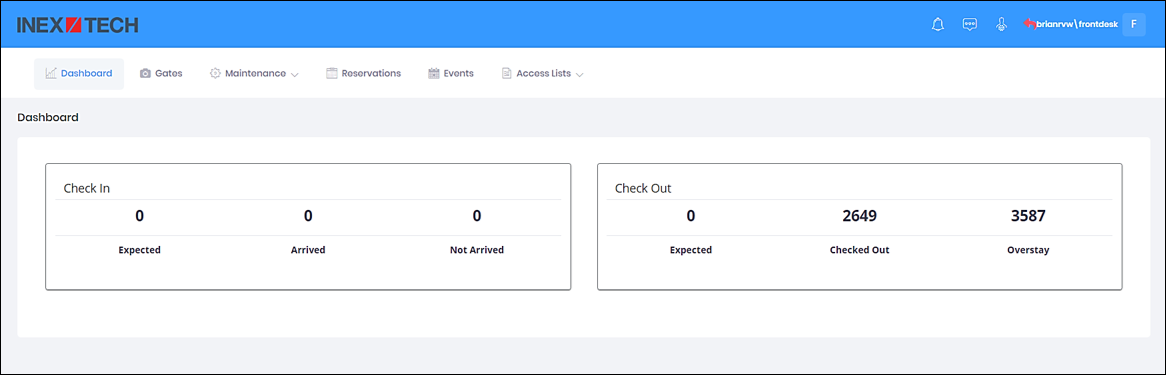 INEX TECH
brianrvw\frontdesk F
Dashboard Gates Maintenance Reservations Events Access Lists
Dashboard
Check In
0 0 0
Expected Arrived Not Arrived
Check Out
0 2649 3587
Expected Checked Out Overstay